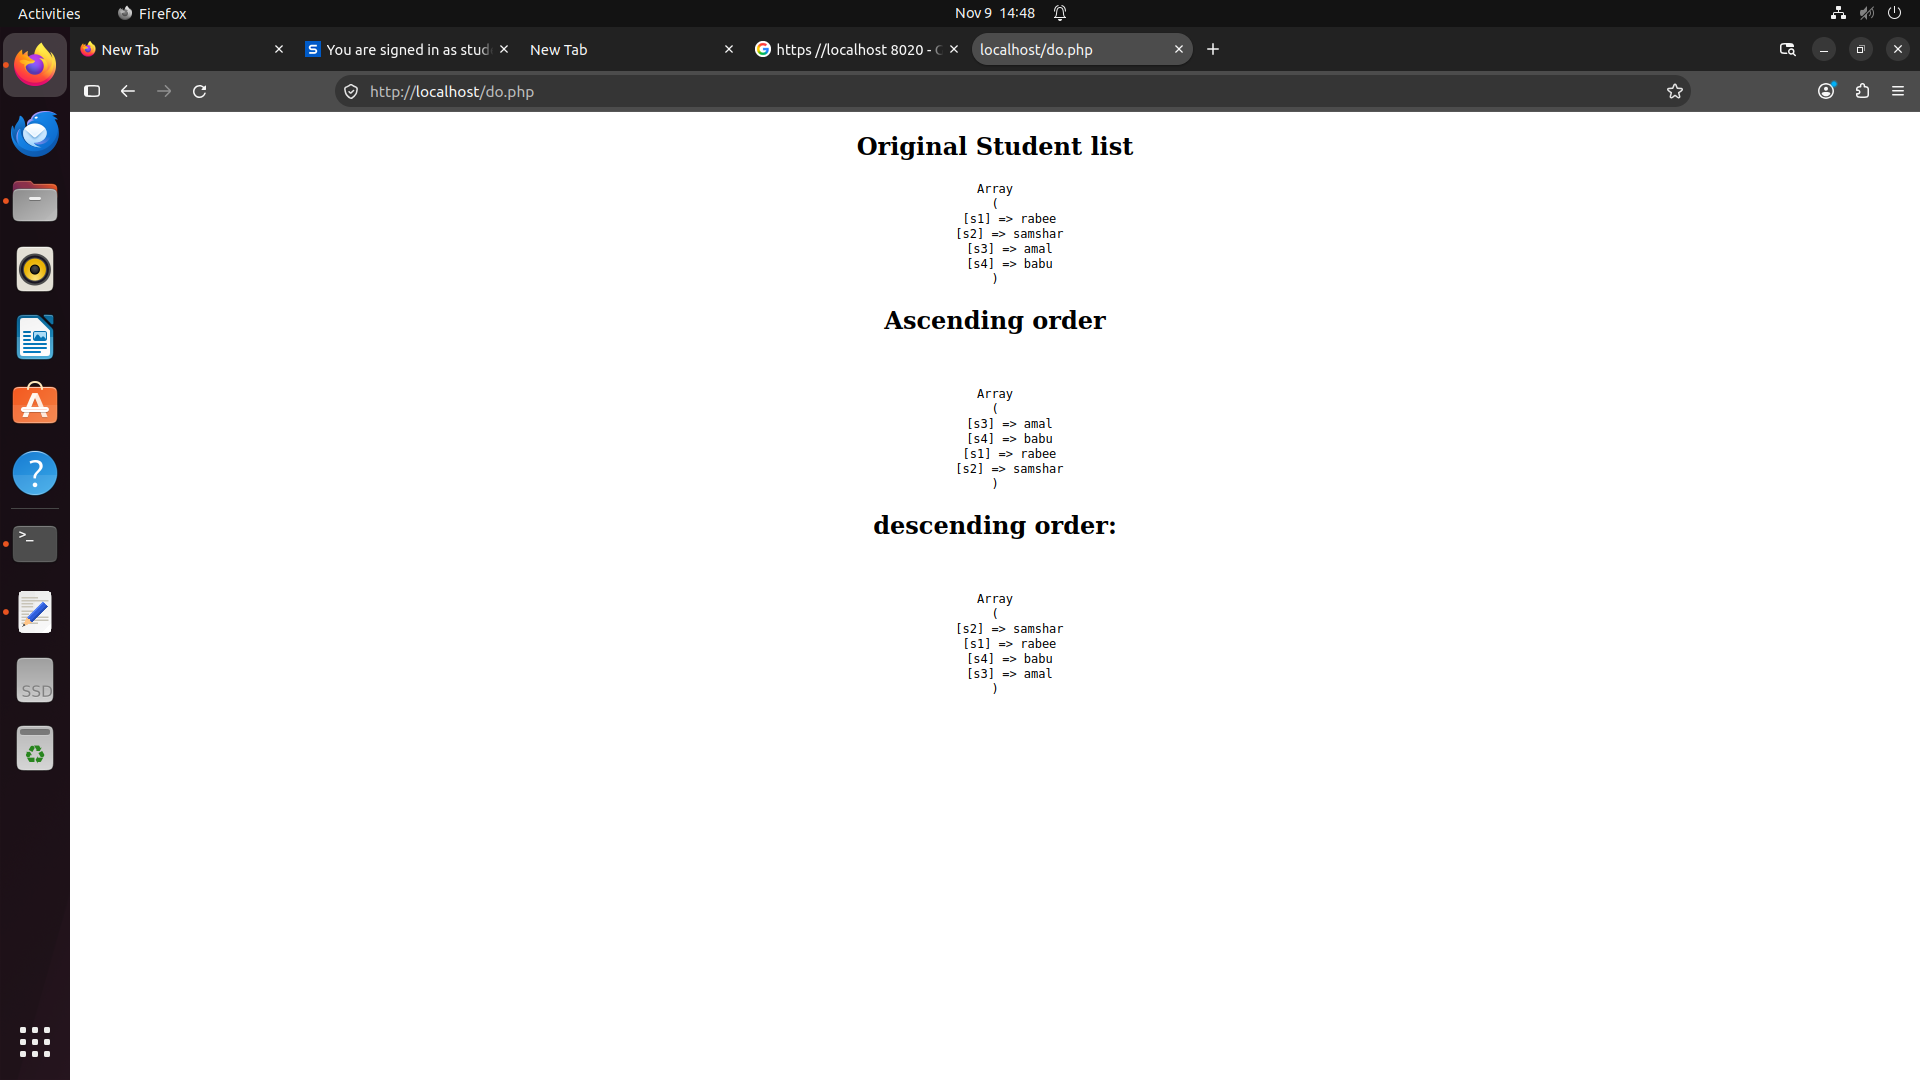 Activities
Firefox
Nov 9 14:48
New Tab
You are signed in as stud
New Tab
https //localhost 8020 -
localhost/do.php
http://localhost/do.php
Original Student list
Array
(
[s1] => rabee
[s2] => samshar
[s3] => amal
[s4] => babu
)
Ascending order
Array
(
[s3] => amal
[s4] => babu
[s1] => rabee
[s2] => samshar
)
descending order:
Array
(
[s2] => samshar
[s1] => rabee
[s4] => babu
[s3] => amal
)
>_
SSD